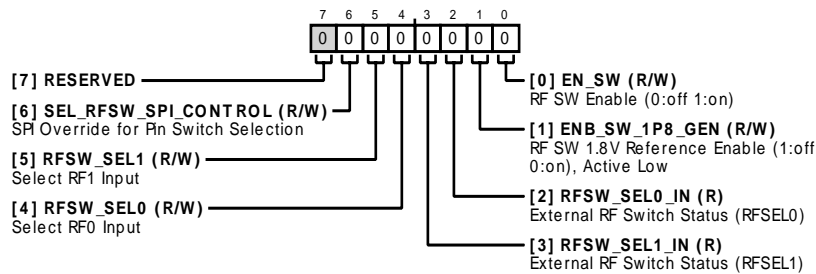 7 6 5 4 3 2 1 0
0 0 0 0 0 0 0 0
[7] RESERVED
[6] SEL_RFSW_SPI_CONTROL (R/W)
SPI Override for Pin Switch Selection
[5] RFSW_SEL1 (R/W)
Select RF1 Input
[4] RFSW_SEL0 (R/W)
Select RF0 Input
[0] EN_SW (R/W)
RF SW Enable (0:off 1:on)
[1] ENB_SW_1P8_GEN (R/W)
RF SW 1.8V Reference Enable (1:off
0:on), Active Low
[2] RFSW_SEL0_IN (R)
External RF Switch Status (RFSEL0)
[3] RFSW_SEL1_IN (R)
External RF Switch Status (RFSEL1)